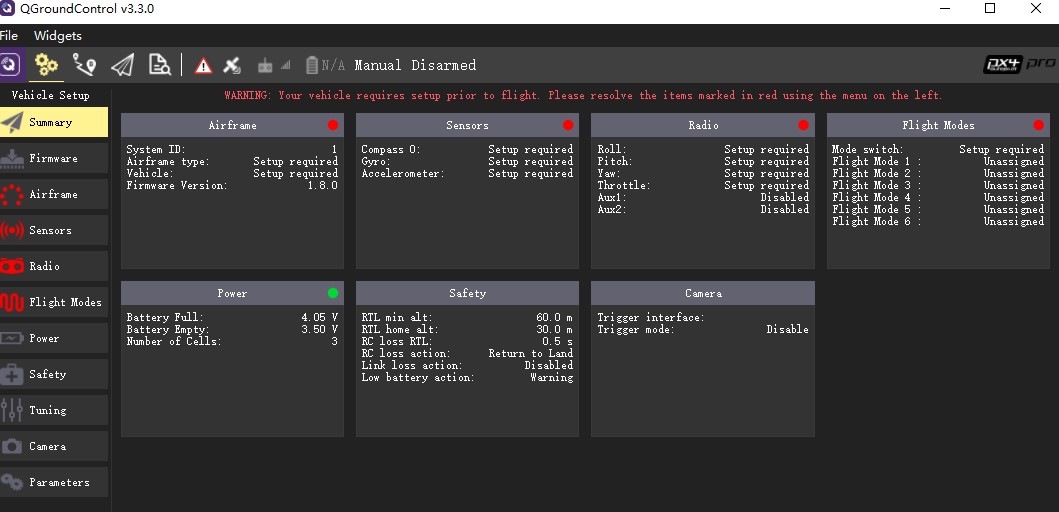 QGroundControl v3.3.0
File Widgets
N/A Manual Disarmed
px4 pro
Vehicle Setup
WARNING: Your vehicle requires setup prior to flight. Please resolve the items marked in red using the menu on the left.
Summary
Firmware
Airframe
Sensors
Radio
Flight Modes
Power
Safety
Tuning
Camera
Parameters
Airframe
System ID: 1
Airframe type: Setup required
Vehicle: Setup required
Firmware Version: 1.8.0
Sensors
Compass 0: Setup required
Gyro: Setup required
Accelerometer: Setup required
Radio
Roll: Setup required
Pitch: Setup required
Yaw: Setup required
Throttle: Setup required
Aux1: Disabled
Aux2: Disabled
Flight Modes
Mode switch: Setup required
Flight Mode 1 : Unassigned
Flight Mode 2 : Unassigned
Flight Mode 3 : Unassigned
Flight Mode 4 : Unassigned
Flight Mode 5 : Unassigned
Flight Mode 6 : Unassigned
Power
Battery Full: 4.05 V
Battery Empty: 3.50 V
Number of Cells: 3
Safety
RTL min alt: 60.0 m
RTL home alt: 30.0 m
RC loss RTL: 0.5 s
RC loss action: Return to Land
Link loss action: Disabled
Low battery action: Warning
Camera
Trigger interface:
Trigger mode: Disable